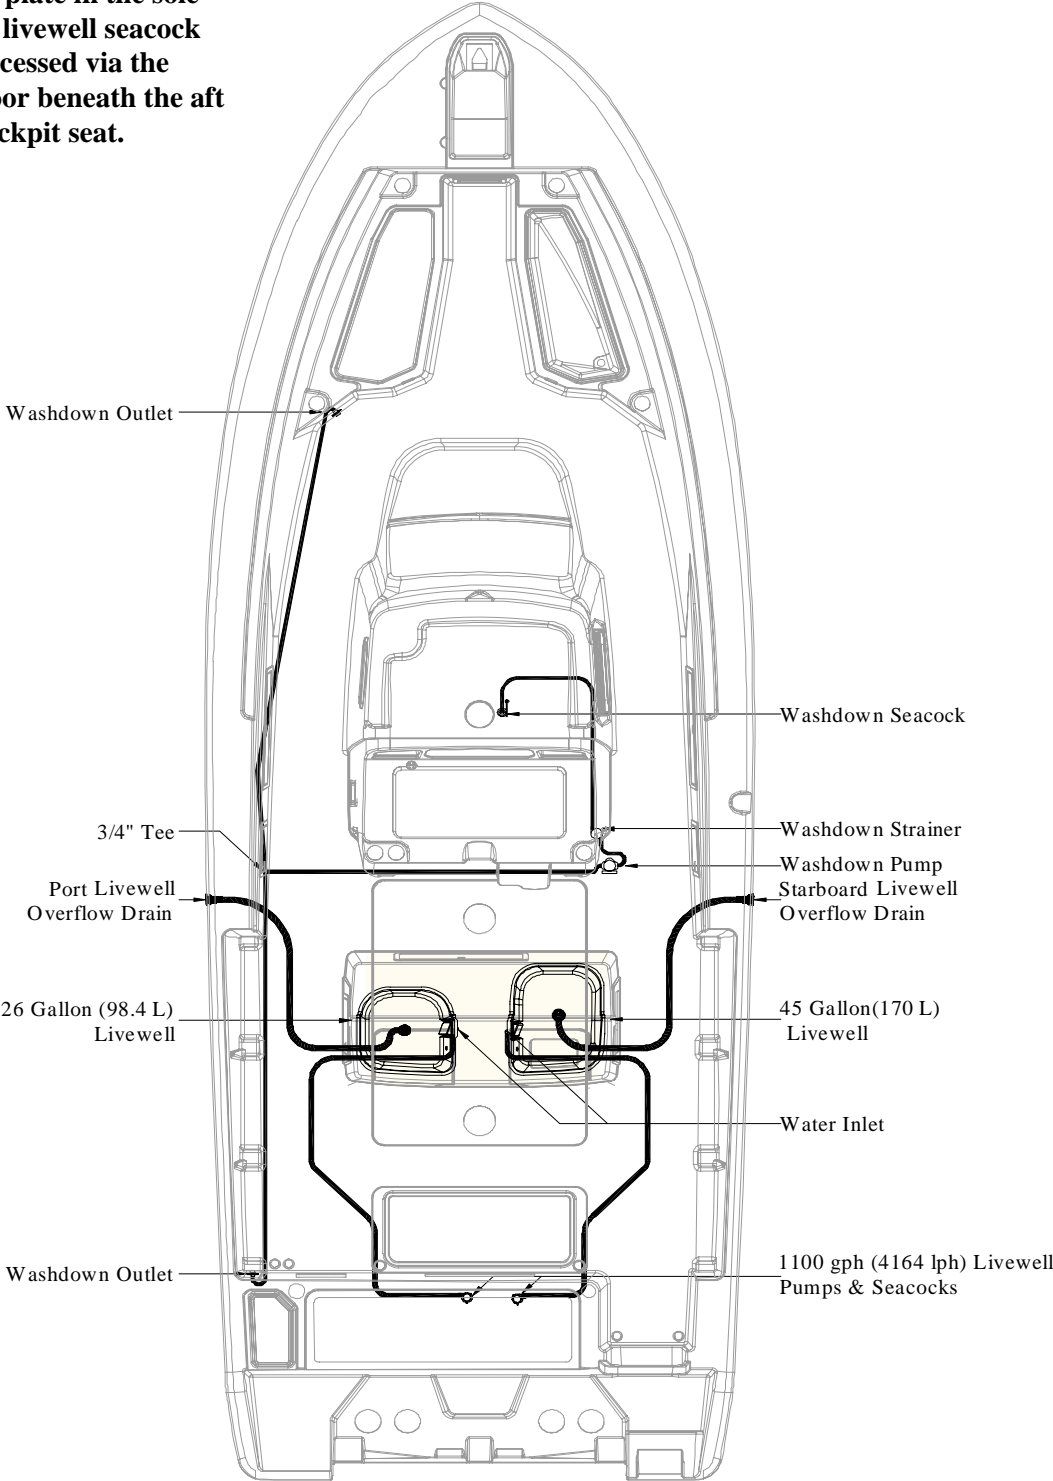 plate in the sole
livewell seacock
cessed via the
or beneath the aft
ckpit seat.
Washdown Outlet
Washdown Seacock
3/4" Tee
Washdown Strainer
Washdown Pump
Port Livewell
Overflow Drain
Starboard Livewell
Overflow Drain
26 Gallon (98.4 L)
Livewell
45 Gallon(170 L)
Livewell
Water Inlet
Washdown Outlet
1100 gph (4164 lph) Livewell
Pumps & Seacocks